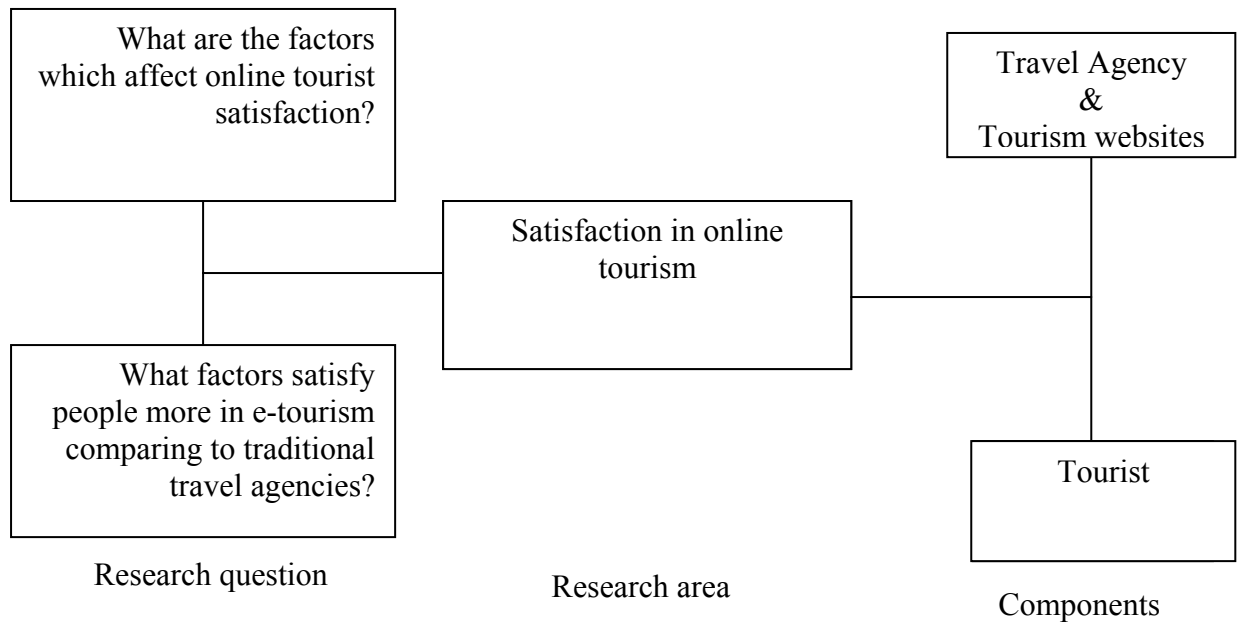 What are the factors
which affect online tourist
satisfaction?
What factors satisfy
people more in e-tourism
comparing to traditional
travel agencies?
Research question
Satisfaction in online
tourism
Research area
Travel Agency
&
Tourism websites
Tourist
Components